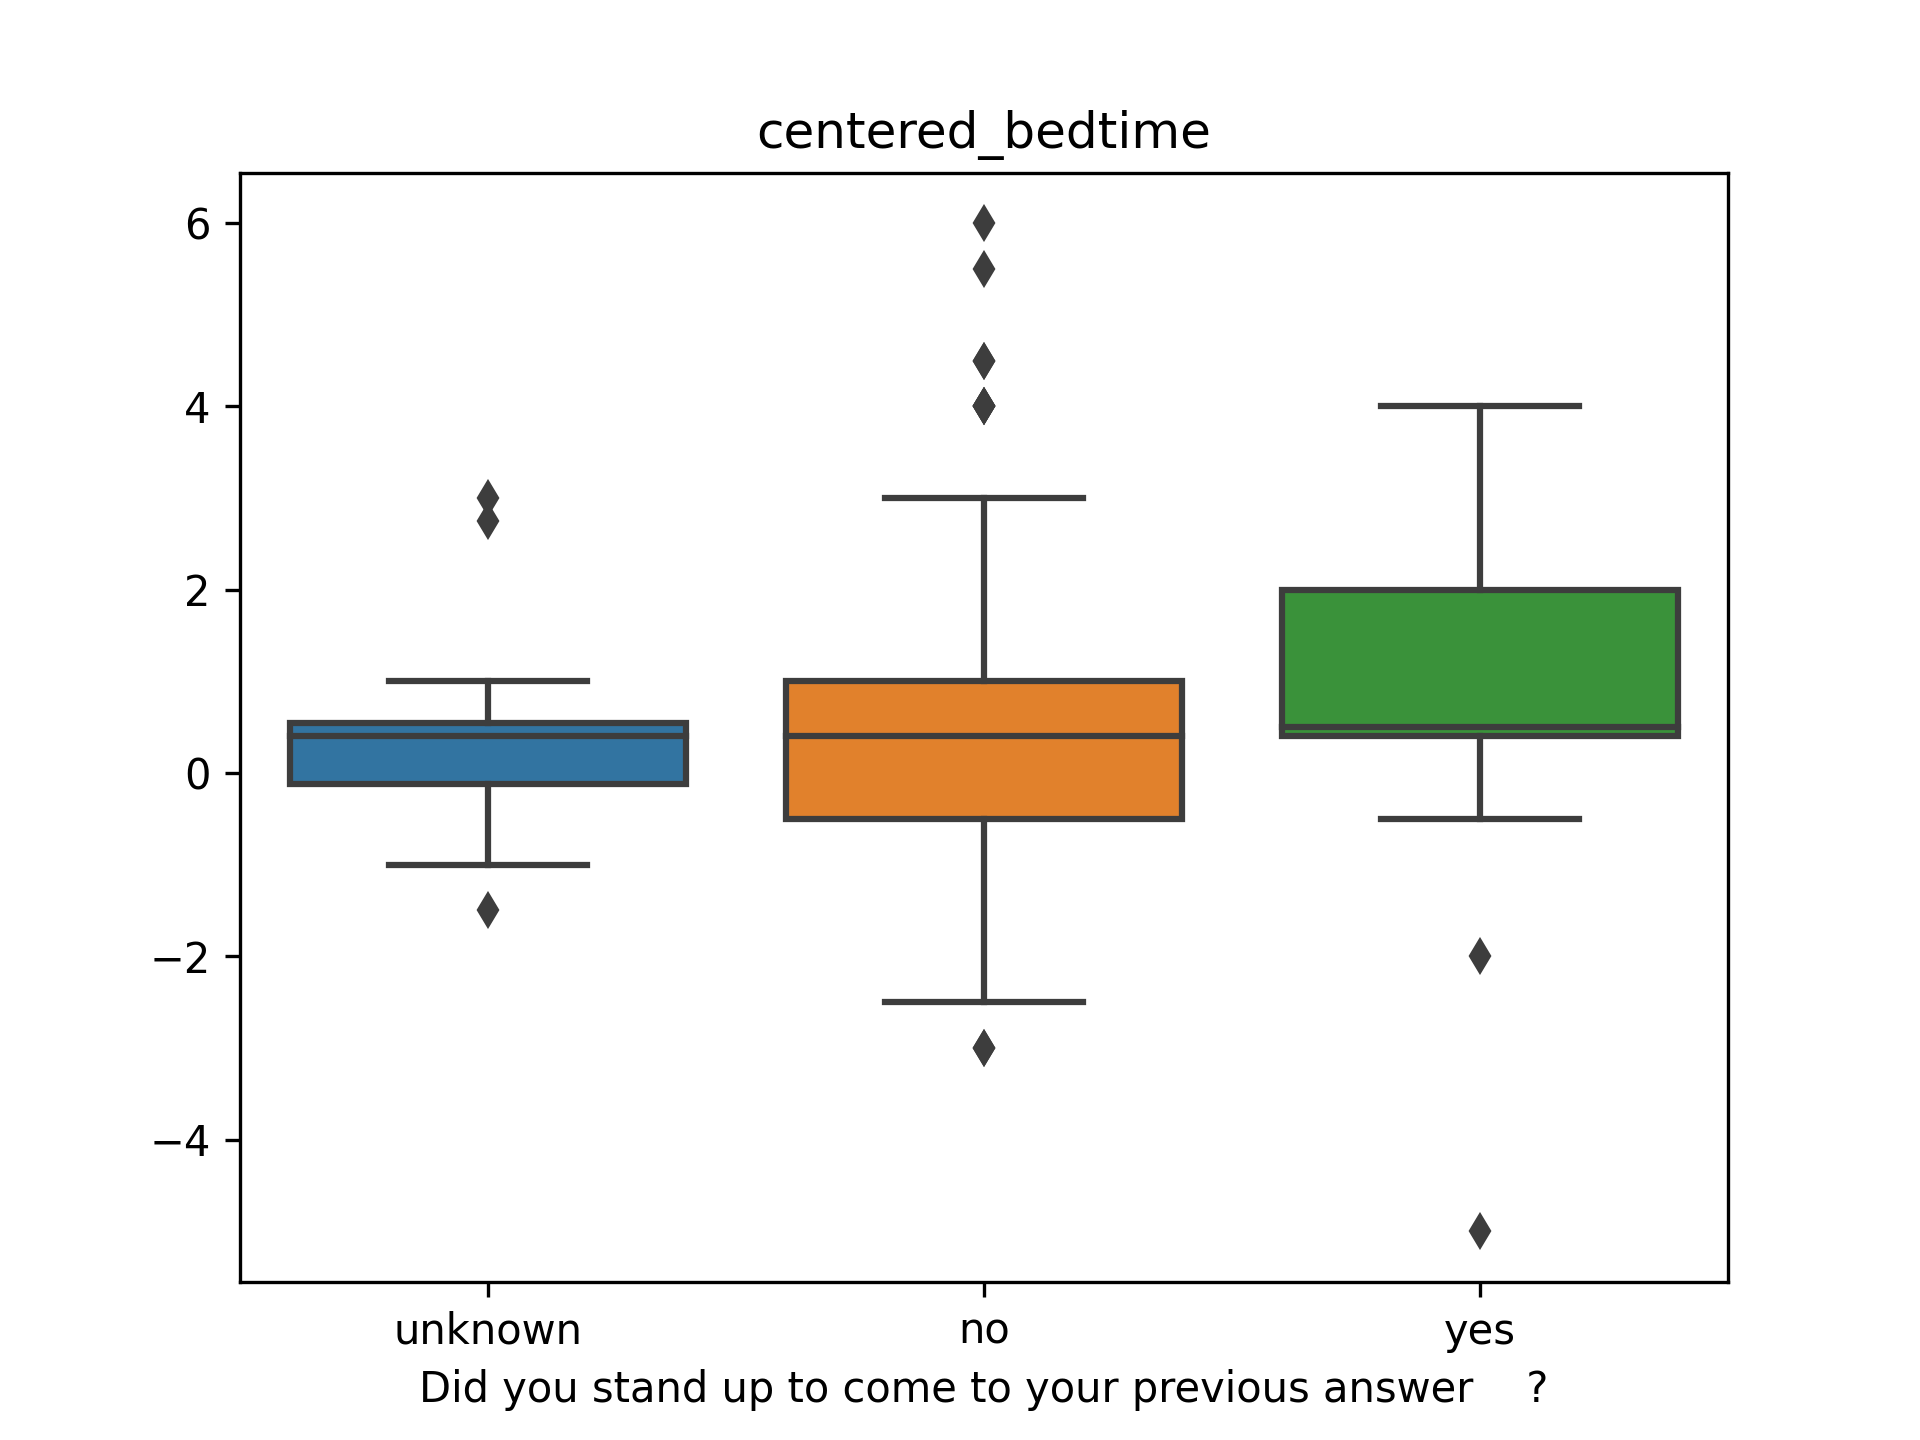 centered_bedtime
6
4
2
0
−2
−4
unknown no yes
Did you stand up to come to your previous answer    ?